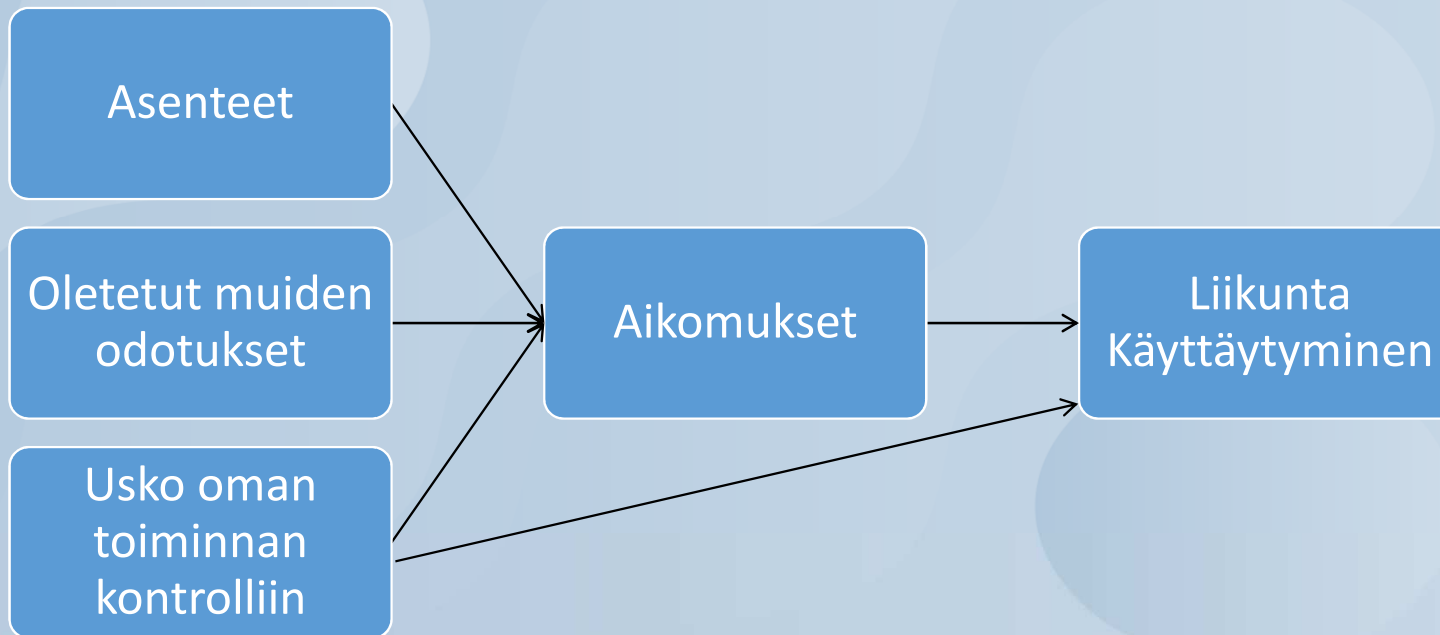 Asenteet
Oletetut muiden
odotukset
Usko oman
toiminnan
kontrolliin
Aikomukset
Liikunta
Käyttäytyminen